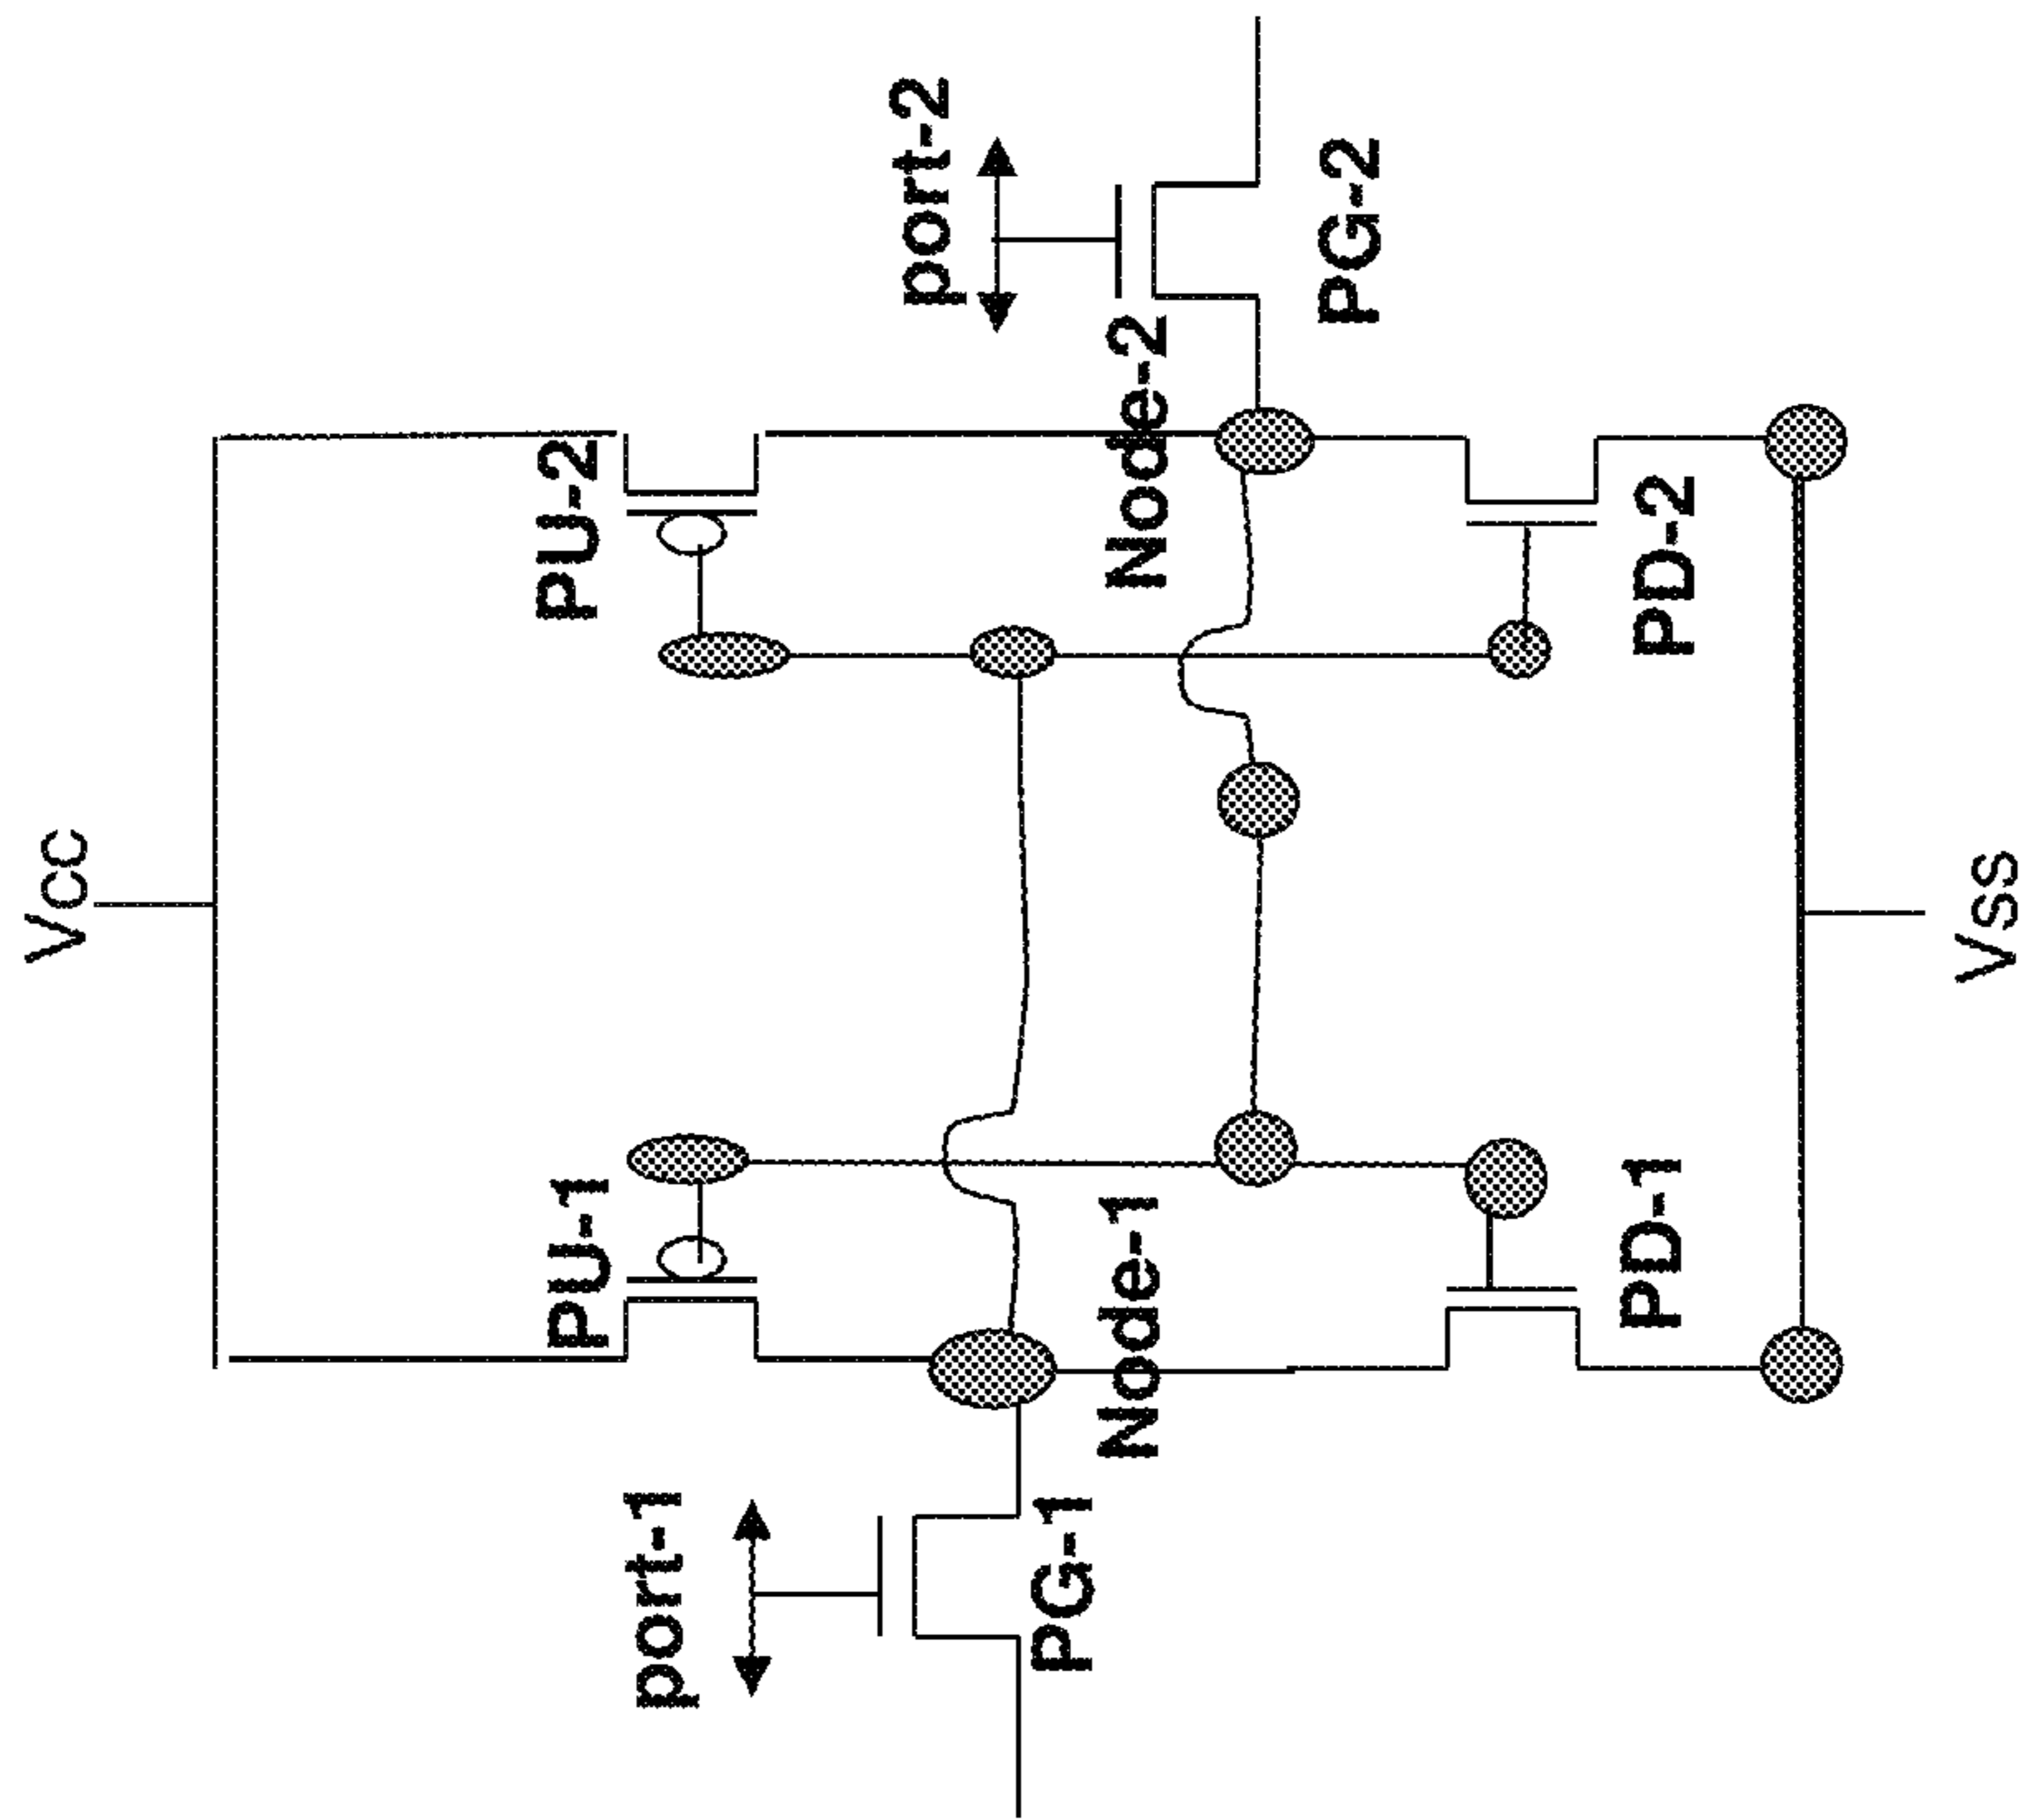 Vcc
PU-1
PU-2
port-1
port-2
Node-1
Node-2
PG-1
PG-2
PD-1
PD-2
Vss